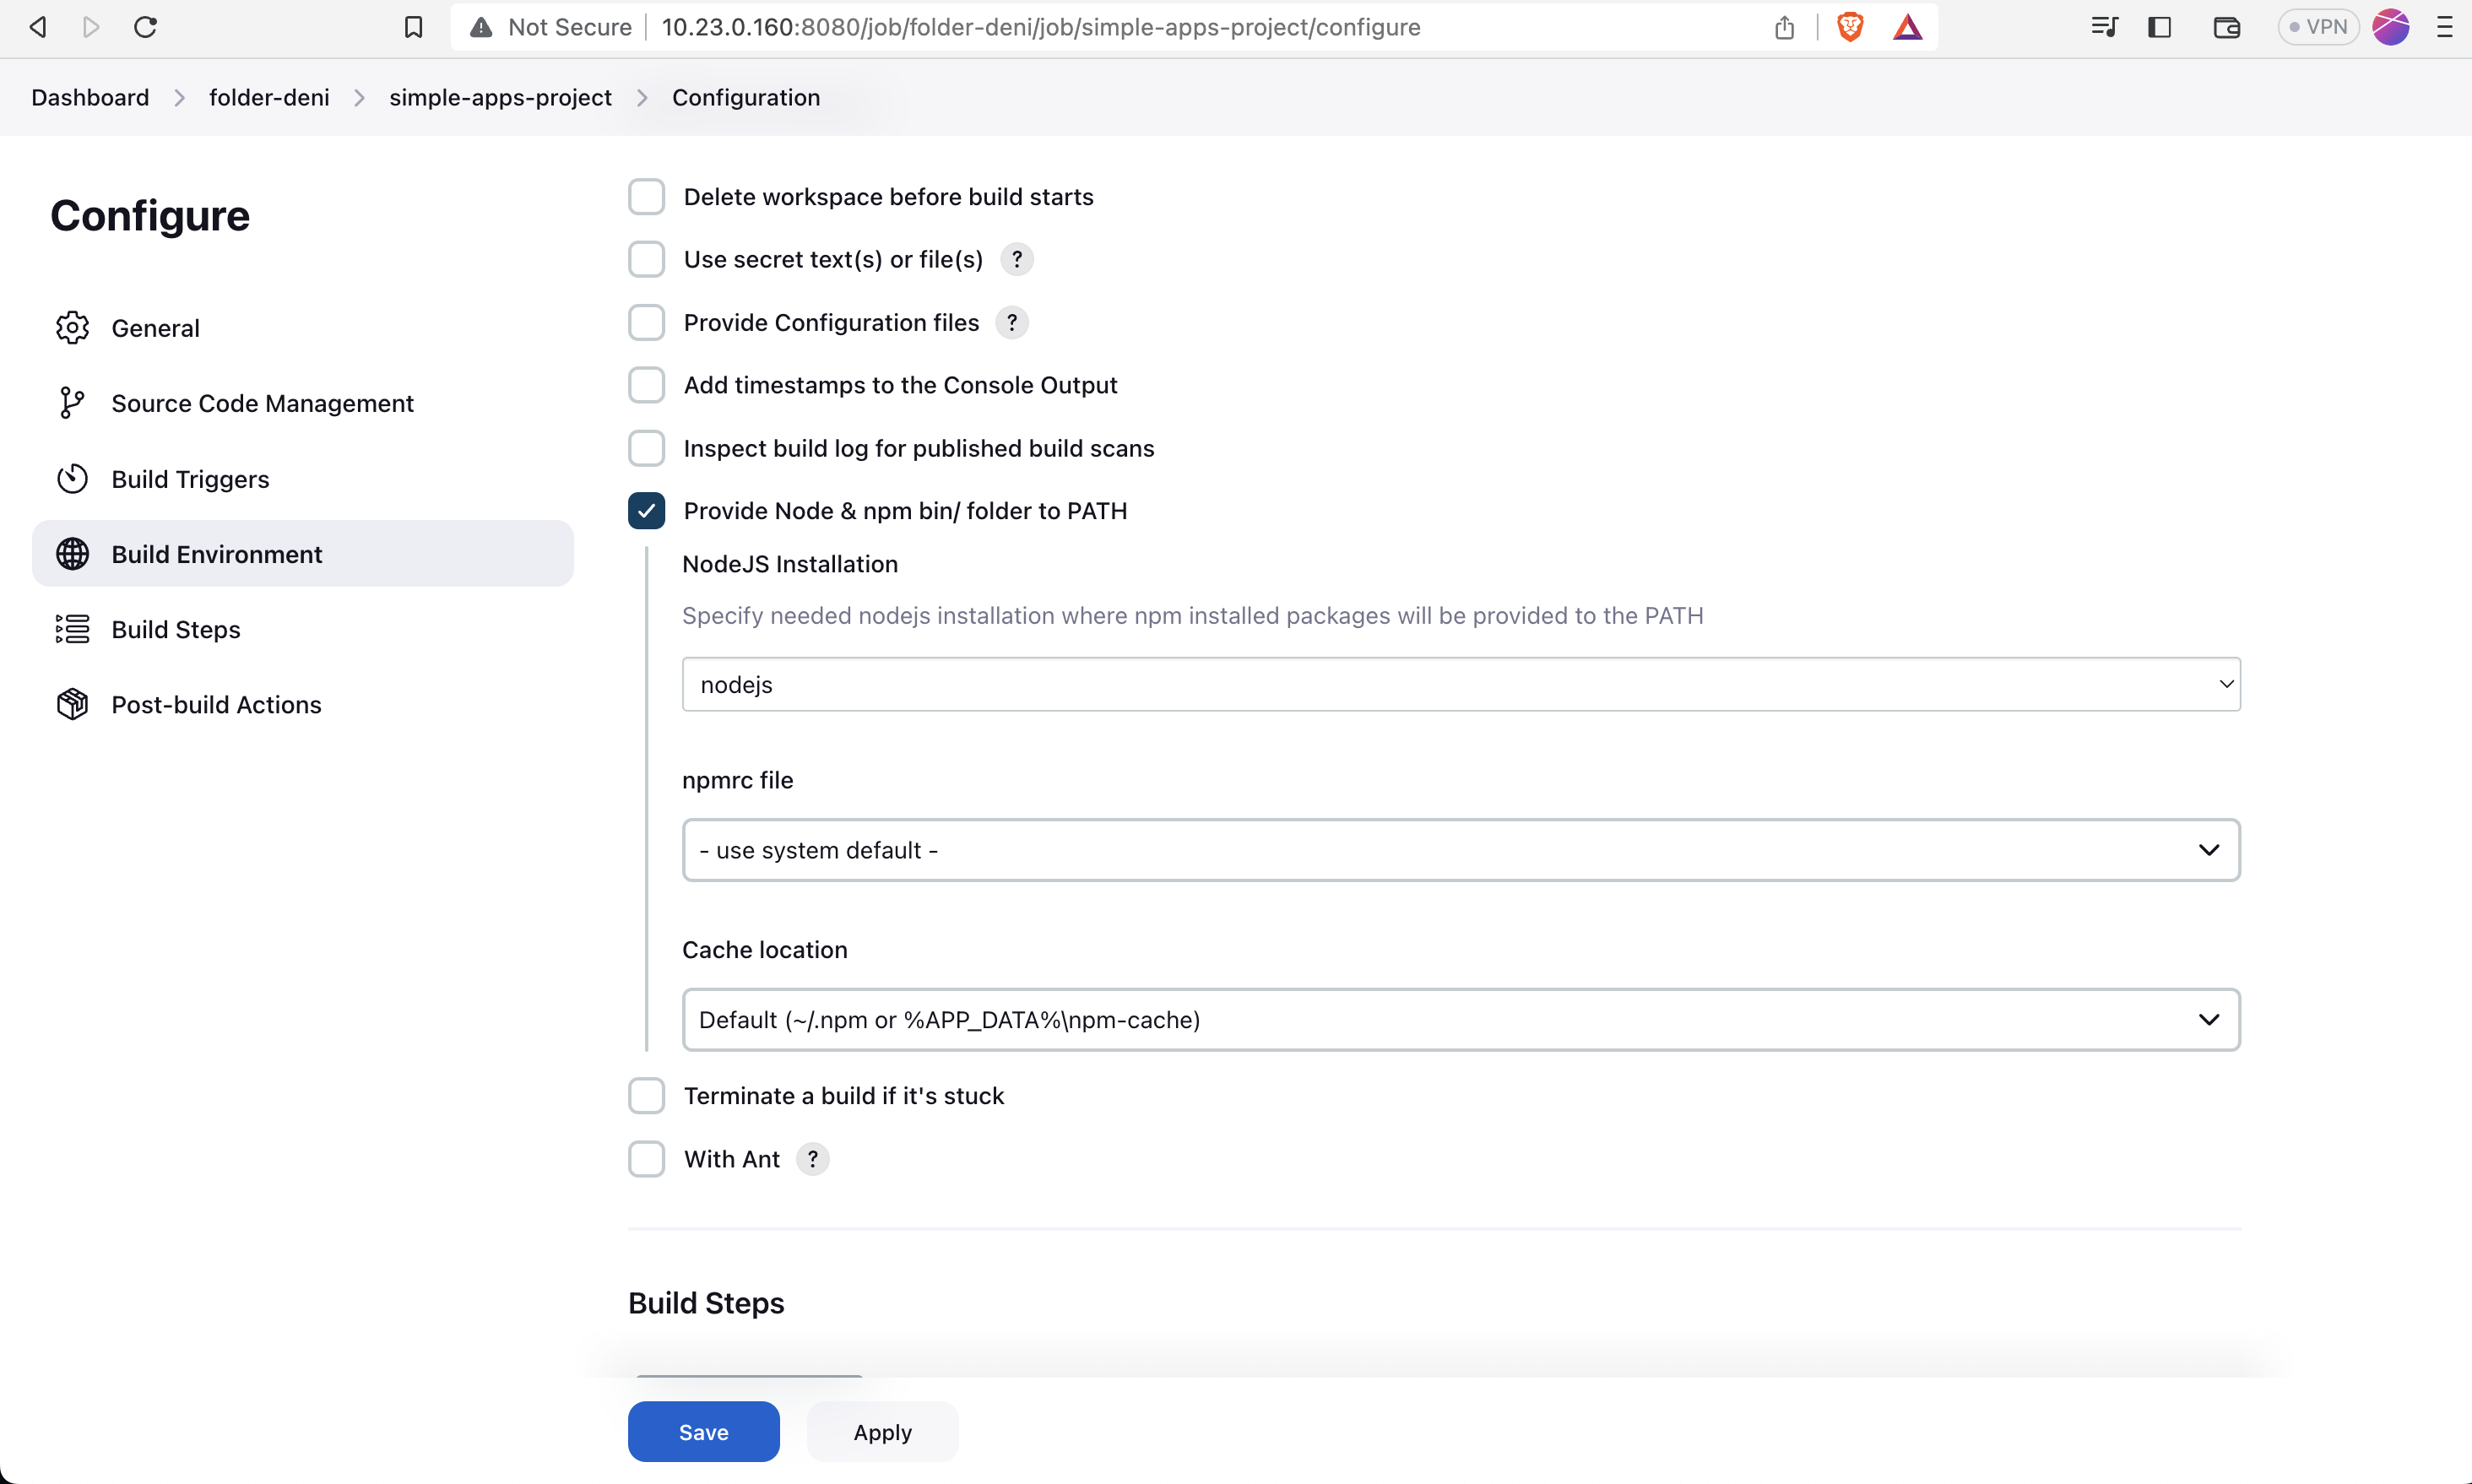 Not Secure
10.23.0.160:8080/job/folder-deni/job/simple-apps-project/configure
VPN
Dashboard
folder-deni
simple-apps-project
Configuration
Configure
General
Source Code Management
Build Triggers
Build Environment
Build Steps
Post-build Actions
Delete workspace before build starts
Use secret text(s) or file(s) ?
Provide Configuration files ?
Add timestamps to the Console Output
Inspect build log for published build scans
Provide Node & npm bin/ folder to PATH
NodeJS Installation
Specify needed nodejs installation where npm installed packages will be provided to the PATH
nodejs
npmrc file
- use system default -
Cache location
Default (~/.npm or %APP_DATA%\npm-cache)
Terminate a build if it's stuck
With Ant ?
Build Steps
Save
Apply